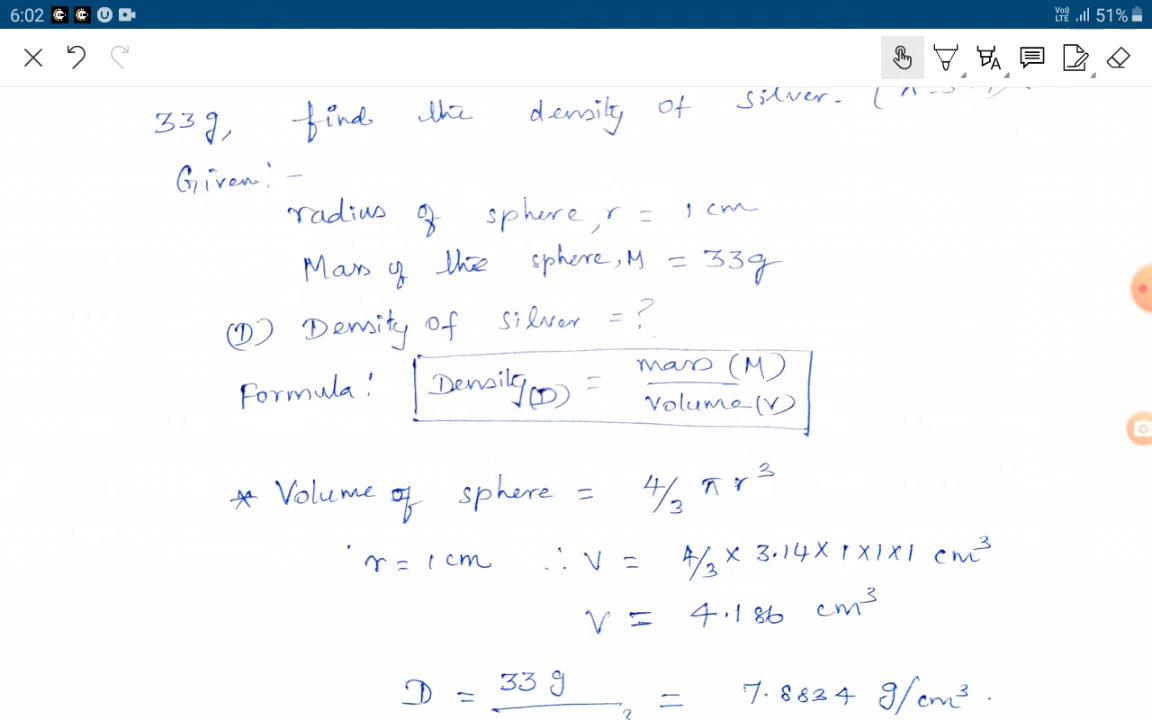 6:02 51%
33g, find the density of silver.
Given:-
radius of sphere, r = 1 cm
Mass of the sphere, M = 33g
(D) Density of silver = ?
Formula: Density(D) = mass (M) / volume (V)
* Volume of sphere = 4/3 π r³
r = 1 cm ∴ V = 4/3 × 3.14 × 1 × 1 × 1 cm³
V = 4.186 cm³
D = 33 g = 7.8834 g/cm³.